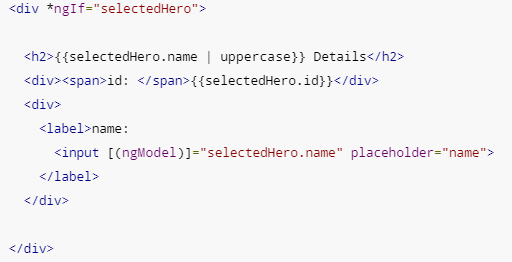 <div *ngIf="selectedHero">
<h2>{{selectedHero.name | uppercase}} Details</h2>
<div><span>id: </span>{{selectedHero.id}}</div>
<div>
<label>name:
<input [(ngModel)]="selectedHero.name" placeholder="name">
</label>
</div>
</div>